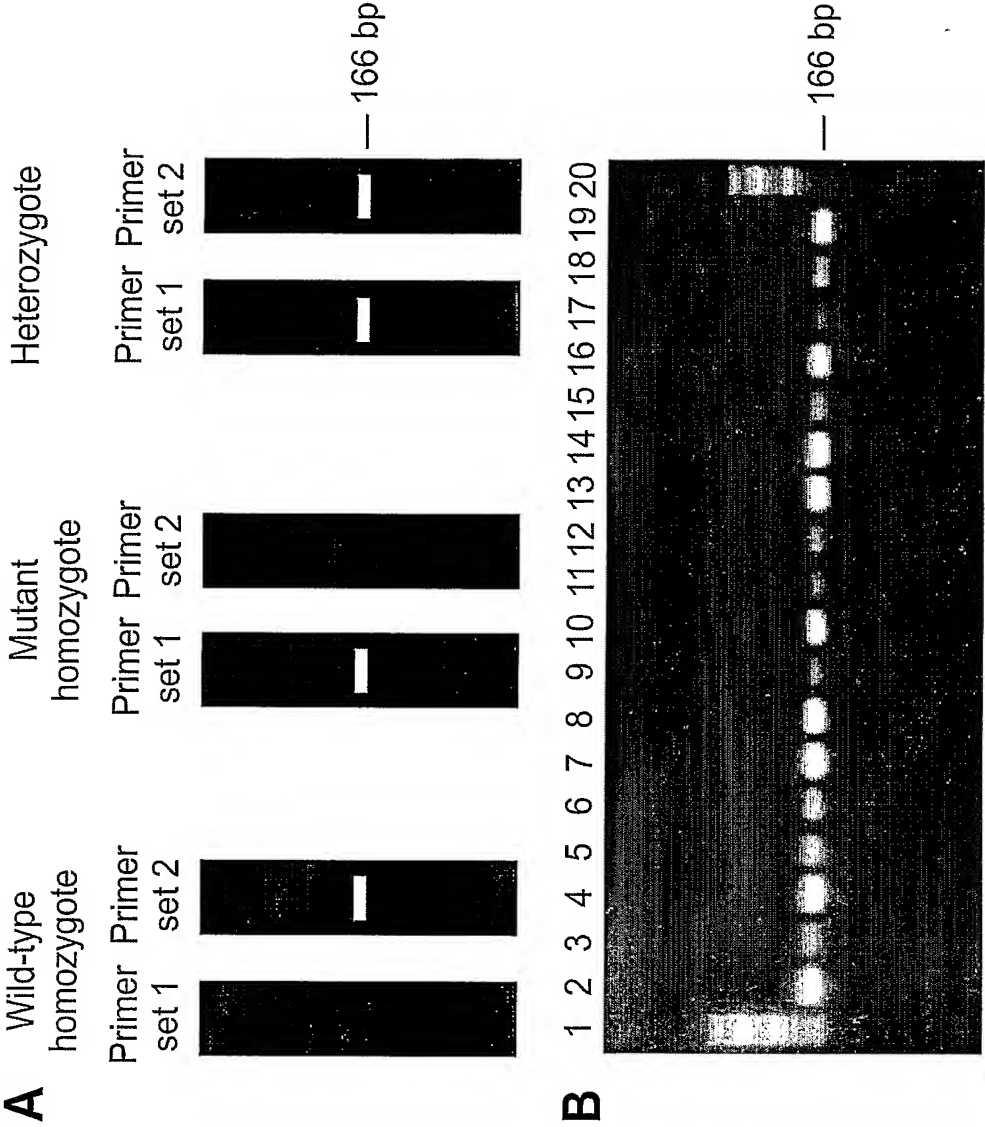 A
Wild-type
homozygote
Mutant
homozygote
Heterozygote
Primer Primer
set 1 set 2
Primer Primer
set 1 set 2
Primer Primer
set 1 set 2
166 bp
B
1 2 3 4 5 6 7 8 9 10 11 12 13 14 15 16 17 18 19 20
166 bp